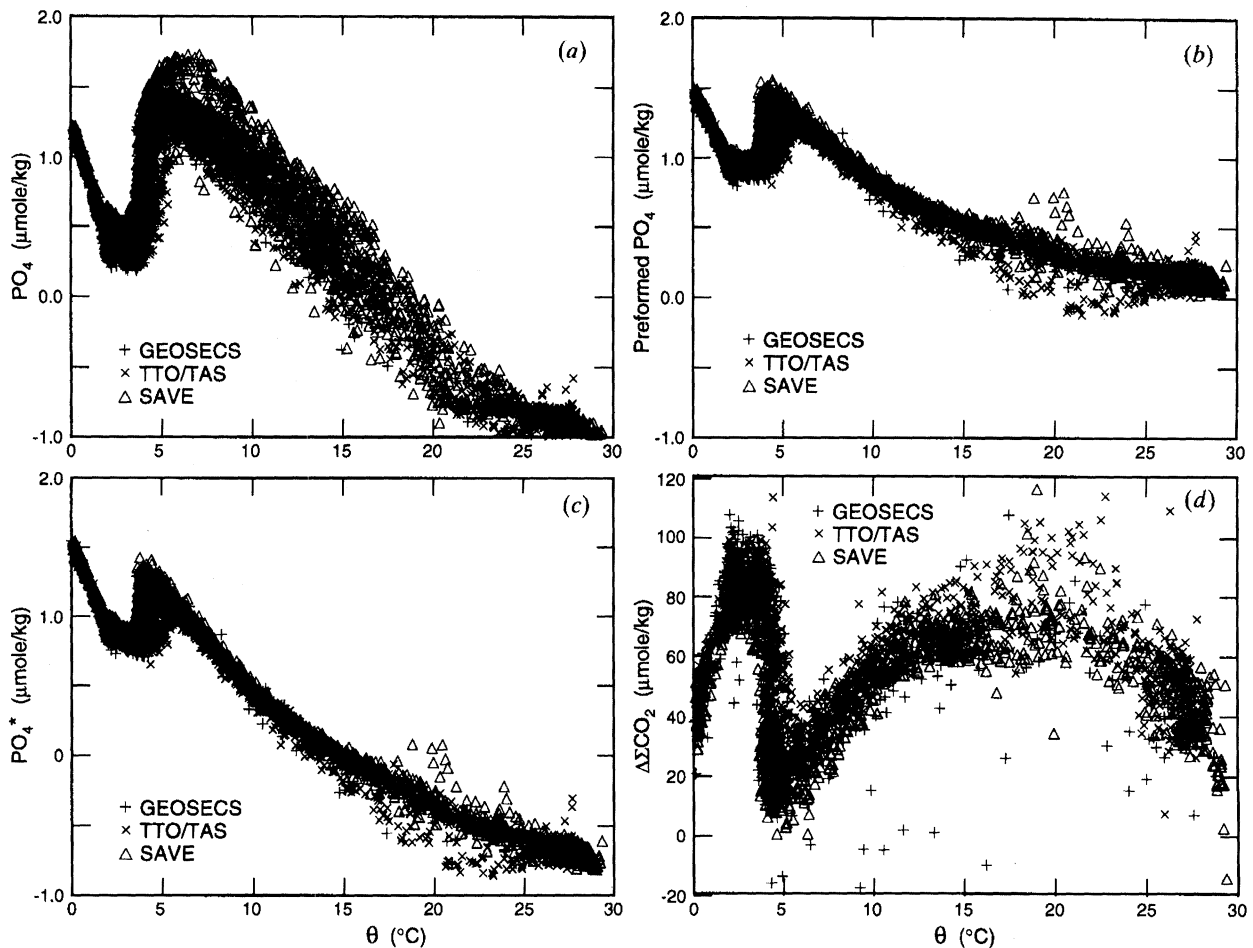 2.0
1.0
0.0
-1.0
PO4 (μmole/kg)
(a)
+ GEOSECS
× TTO/TAS
△ SAVE
0 5 10 15 20 25 30
2.0
1.0
0.0
-1.0
Preformed PO4 (μmole/kg)
(b)
+ GEOSECS
× TTO/TAS
△ SAVE
0 5 10 15 20 25 30
2.0
1.0
0
-1.0
PO4* (μmole/kg)
(c)
+ GEOSECS
× TTO/TAS
△ SAVE
0 5 10 15 20 25 30
θ (°C)
120
100
80
60
40
20
0
-20
ΔΣCO2 (μmole/kg)
(d)
+ GEOSECS
× TTO/TAS
△ SAVE
0 5 10 15 20 25 30
θ (°C)